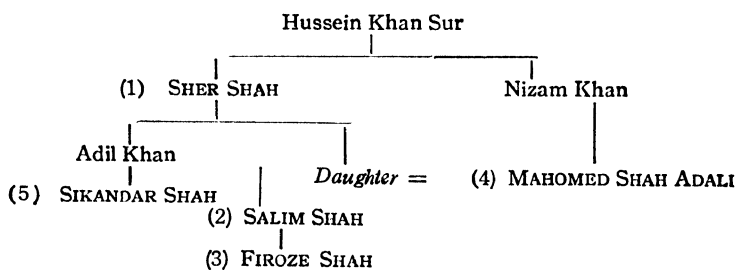 Hussein Khan Sur
(1) SHER SHAH Nizam Khan
Adil Khan
Daughter = (4) MAHOMED SHAH ADALI
(5) SIKANDAR SHAH
(2) SALIM SHAH
(3) FIROZE SHAH